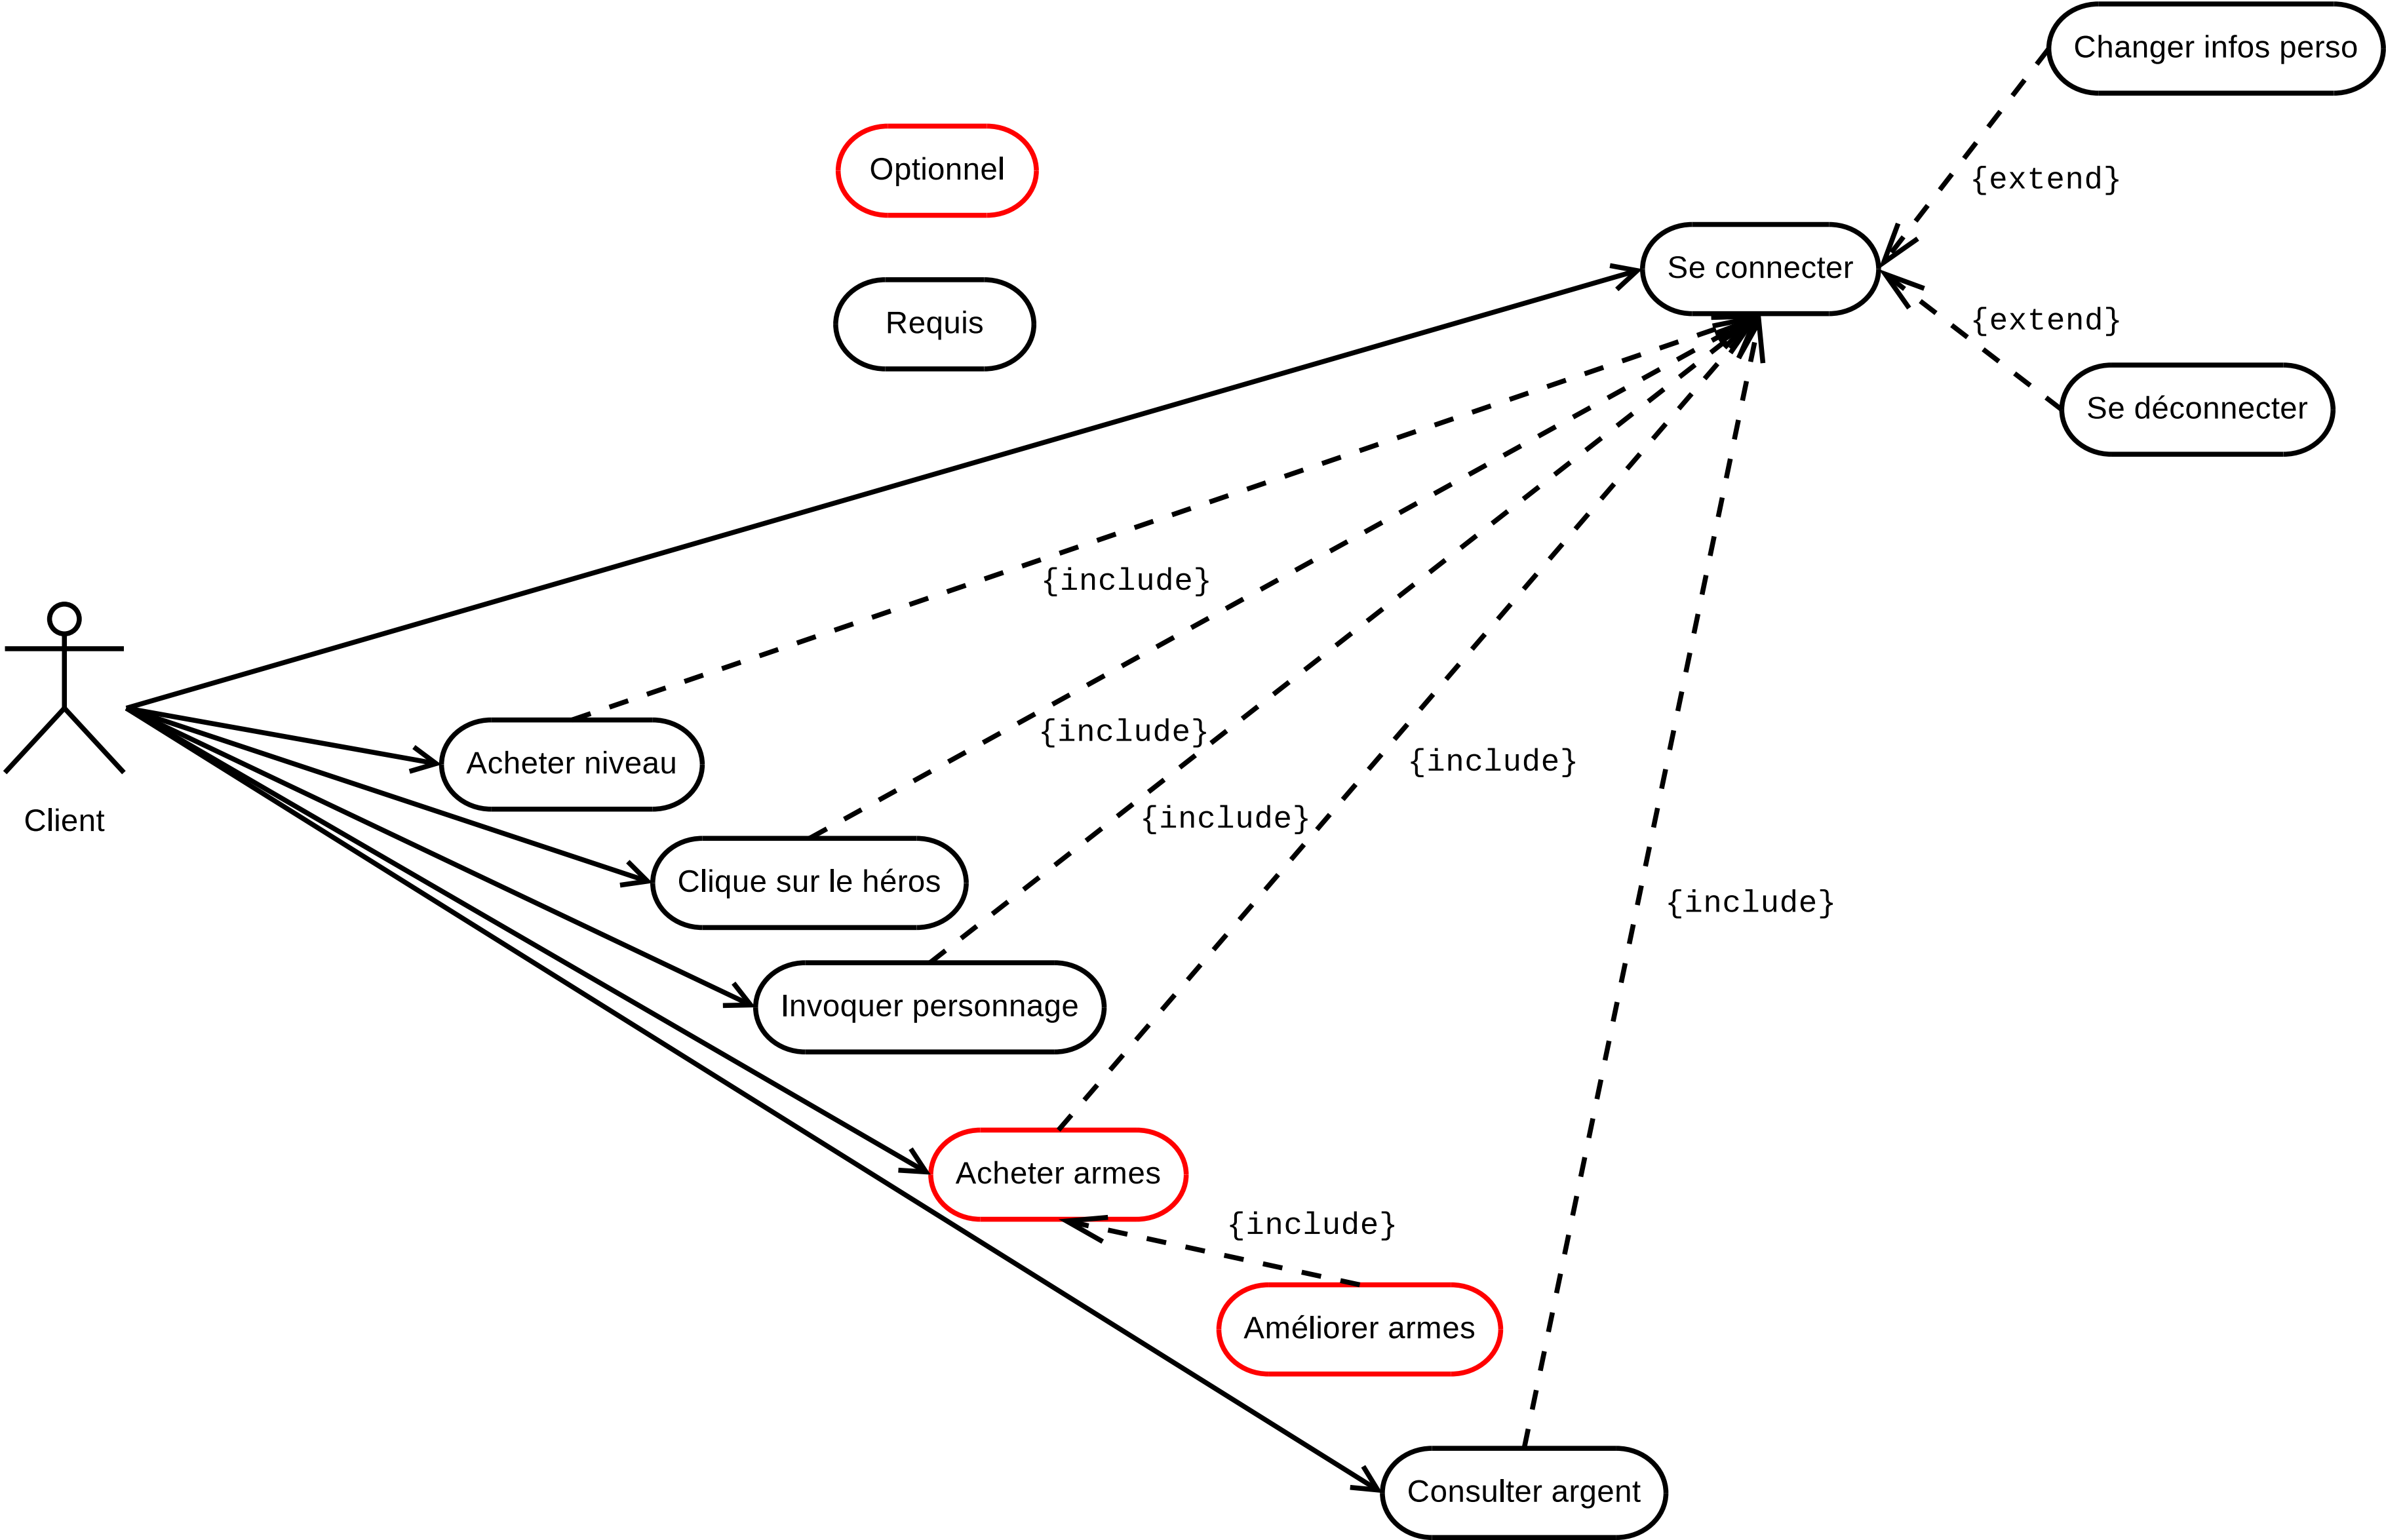 Changer infos perso
Optionnel
{extend}
Se connecter
Requis
{extend}
Se déconnecter
{include}
{include}
{include}
Acheter niveau
Client
{include}
Clique sur le héros
{include}
Invoquer personnage
Acheter armes
{include}
Améliorer armes
Consulter argent